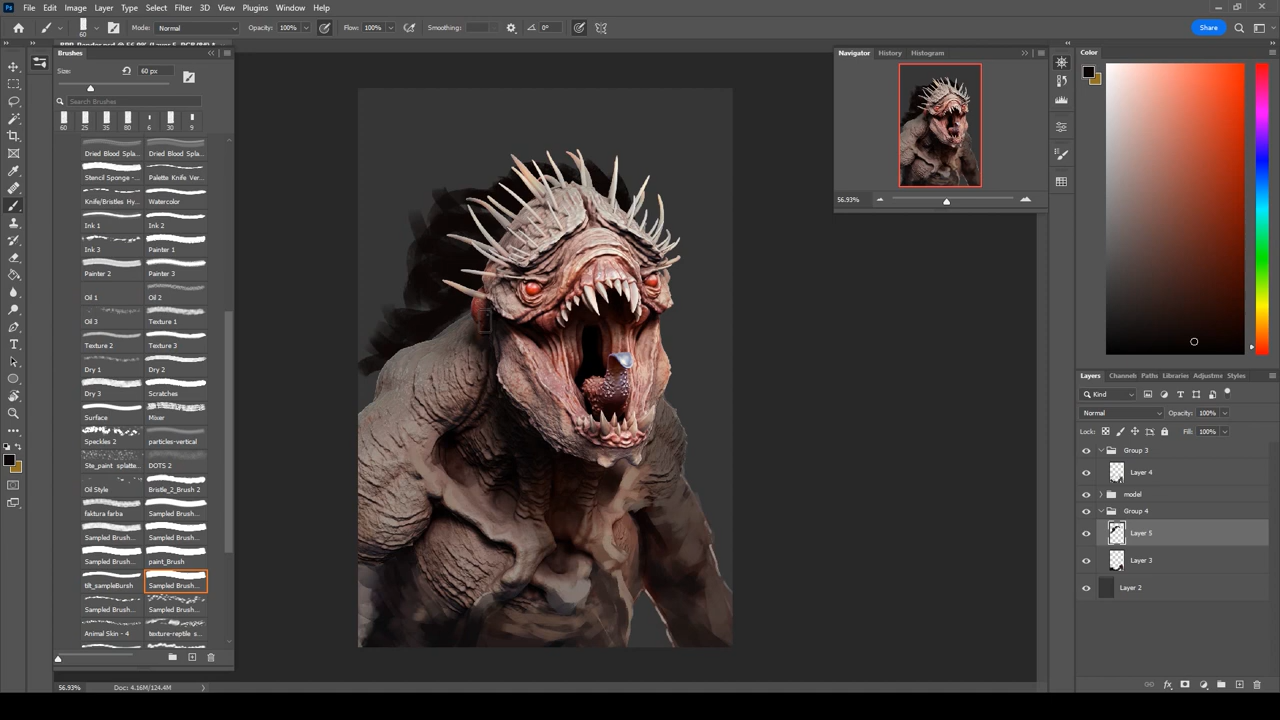 Ps File Edit Image Layer Type Select Filter 3D View Plugins Window Help
60 Mode: Normal Opacity: 100% Flow: 100% Smoothing: 0° Share
Brushes
Size: 60 px
Search Brushes
60 25 35 80 6 30 9
Dried Blood Spla... Dried Blood Spla...
Stencil Sponge -... Palette Knife Ver...
Knife/Bristles Hy... Watercolor
Ink 1 Ink 2
Ink 3 Painter 1
Painter 2 Painter 3
Oil 1 Oil 2
Oil 3 Texture 1
Texture 2 Texture 3
Dry 1 Dry 2
Dry 3 Scratches
Surface Mixer
Speckles 2 particles-vertical
Ste_paint splatte... DOTS 2
Oil Style Bristle_2_Brush 2
faktura farba Sampled Brush...
Sampled Brush... Sampled Brush...
Sampled Brush... paint_Brush
tilt_sampleBursh Sampled Brush...
Sampled Brush... Sampled Brush...
Animal Skin - 4 texture-reptile s...
56.93% Doc: 4.16M/124.4M
Navigator History Histogram
56.93%
Color
Layers Channels Paths Libraries Adjustme Styles
Kind
Normal Opacity: 100%
Lock: Fill: 100%
Group 3
Layer 4
model
Group 4
Layer 5
Layer 3
Layer 2